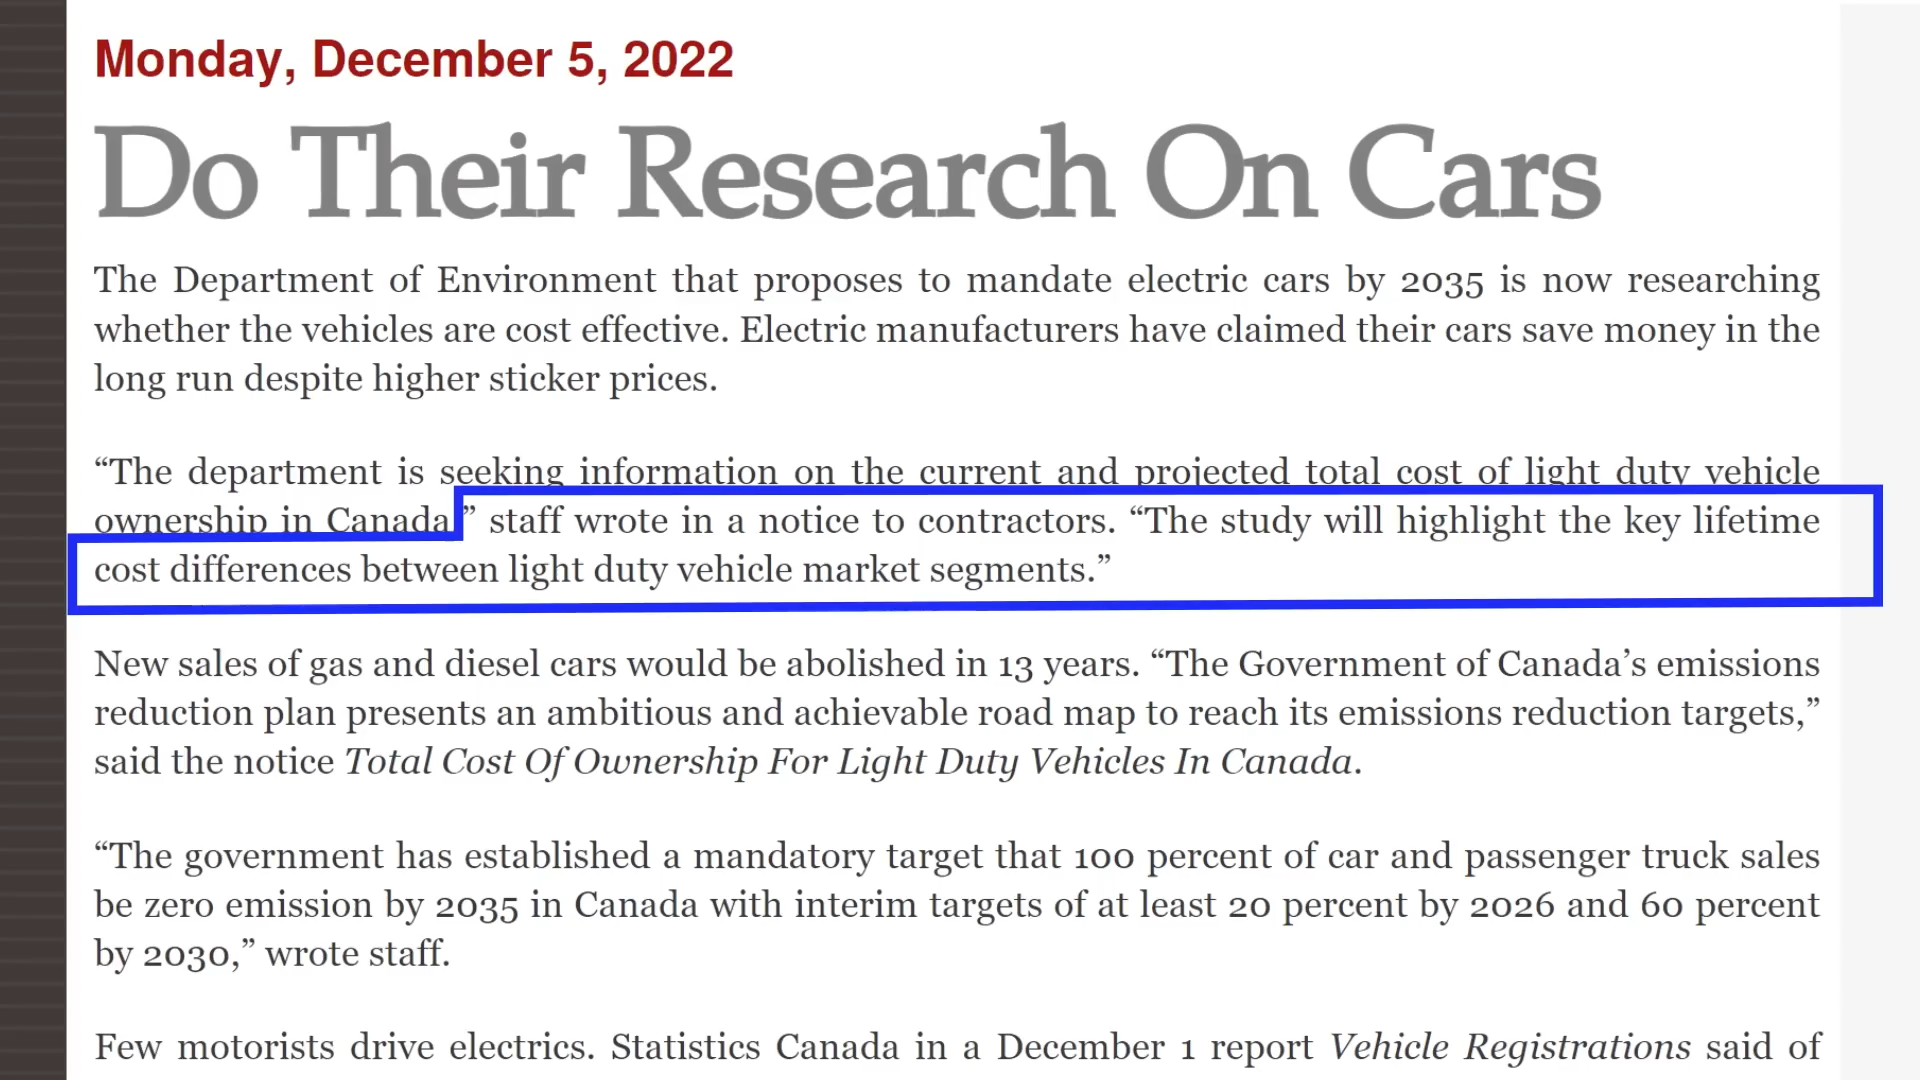 Monday, December 5, 2022
Do Their Research On Cars
The Department of Environment that proposes to mandate electric cars by 2035 is now researching
whether the vehicles are cost effective. Electric manufacturers have claimed their cars save money in the
long run despite higher sticker prices.
“The department is seeking information on the current and projected total cost of light duty vehicle
ownership in Canada,” staff wrote in a notice to contractors. “The study will highlight the key lifetime
cost differences between light duty vehicle market segments.”
New sales of gas and diesel cars would be abolished in 13 years. “The Government of Canada’s emissions
reduction plan presents an ambitious and achievable road map to reach its emissions reduction targets,”
said the notice Total Cost Of Ownership For Light Duty Vehicles In Canada.
“The government has established a mandatory target that 100 percent of car and passenger truck sales
be zero emission by 2035 in Canada with interim targets of at least 20 percent by 2026 and 60 percent
by 2030,” wrote staff.
Few motorists drive electrics. Statistics Canada in a December 1 report Vehicle Registrations said of